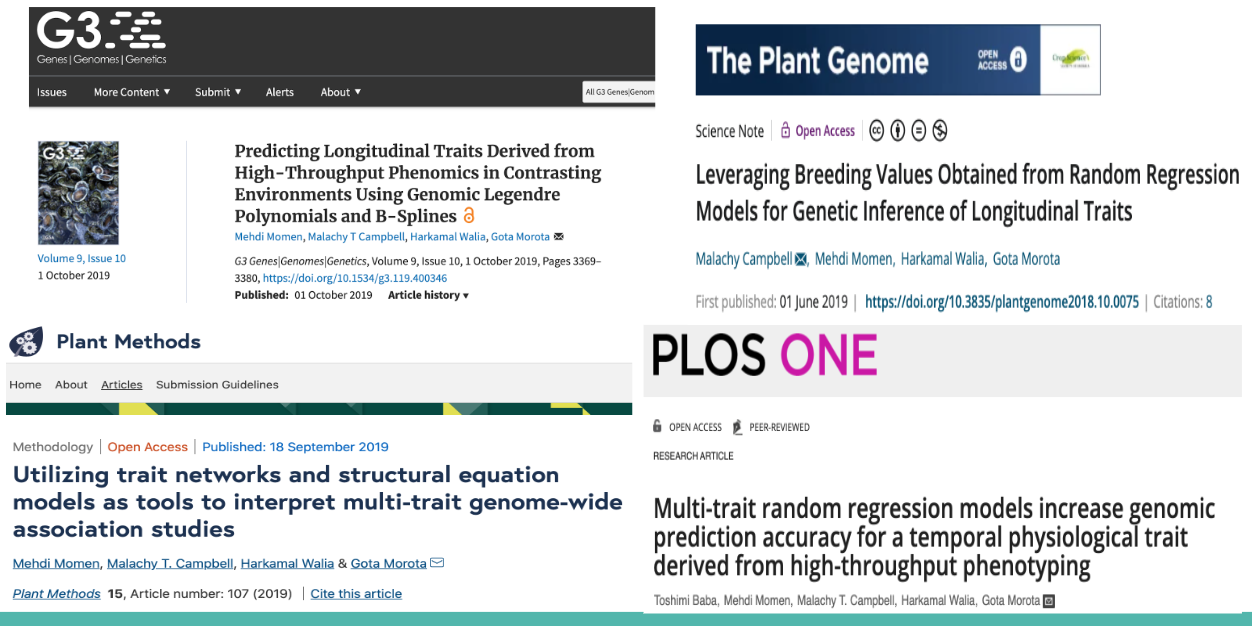 G3.
Genes | Genomes | Genetics
Issues More Content ▼ Submit ▼ Alerts About ▼ All G3 Genes|Genom
G3
Volume 9, Issue 10
1 October 2019
Predicting Longitudinal Traits Derived from
High-Throughput Phenomics in Contrasting
Environments Using Genomic Legendre
Polynomials and B-Splines
Mehdi Momen, Malachy T Campbell, Harkamal Walia, Gota Morota
G3 Genes|Genomes|Genetics, Volume 9, Issue 10, 1 October 2019, Pages 3369–
3380, https://doi.org/10.1534/g3.119.400346
Published: 01 October 2019 Article history ▾
The Plant Genome
OPEN
ACCESS
Science Note | Open Access | cc
Leveraging Breeding Values Obtained from Random Regression
Models for Genetic Inference of Longitudinal Traits
Malachy Campbell, Mehdi Momen, Harkamal Walia, Gota Morota
First published: 01 June 2019 | https://doi.org/10.3835/plantgenome2018.10.0075 | Citations: 8
Plant Methods
Home About Articles Submission Guidelines
Methodology | Open Access | Published: 18 September 2019
Utilizing trait networks and structural equation
models as tools to interpret multi-trait genome-wide
association studies
Mehdi Momen, Malachy T. Campbell, Harkamal Walia & Gota Morota
Plant Methods 15, Article number: 107 (2019) | Cite this article
PLOS ONE
OPEN ACCESS PEER-REVIEWED
RESEARCH ARTICLE
Multi-trait random regression models increase genomic
prediction accuracy for a temporal physiological trait
derived from high-throughput phenotyping
Toshimi Baba, Mehdi Momen, Malachy T. Campbell, Harkamal Walia, Gota Morota